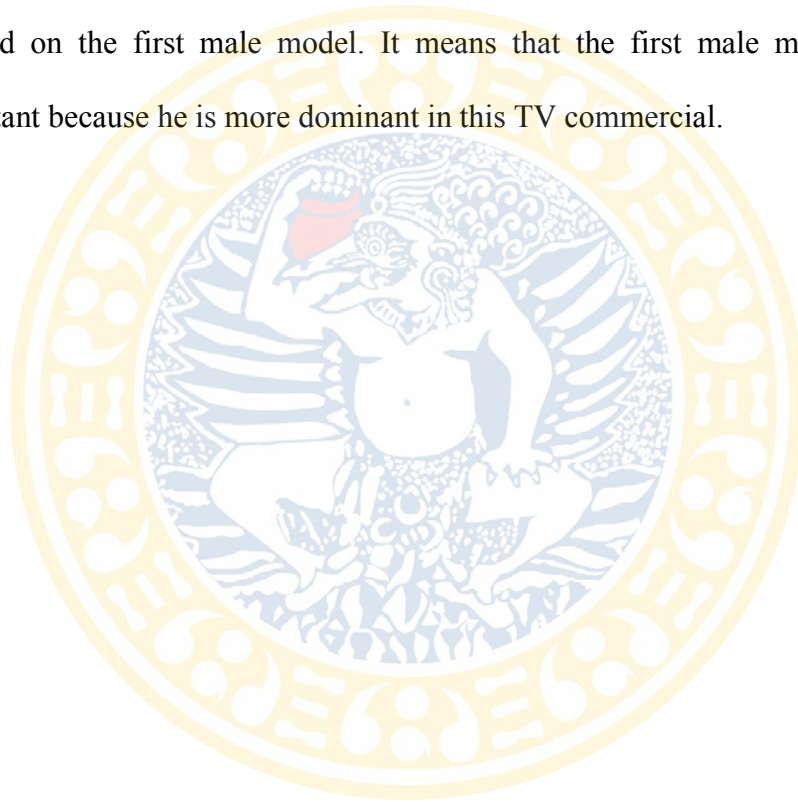 d on the first male model. It means that the first male m
tant because he is more dominant in this TV commercial.